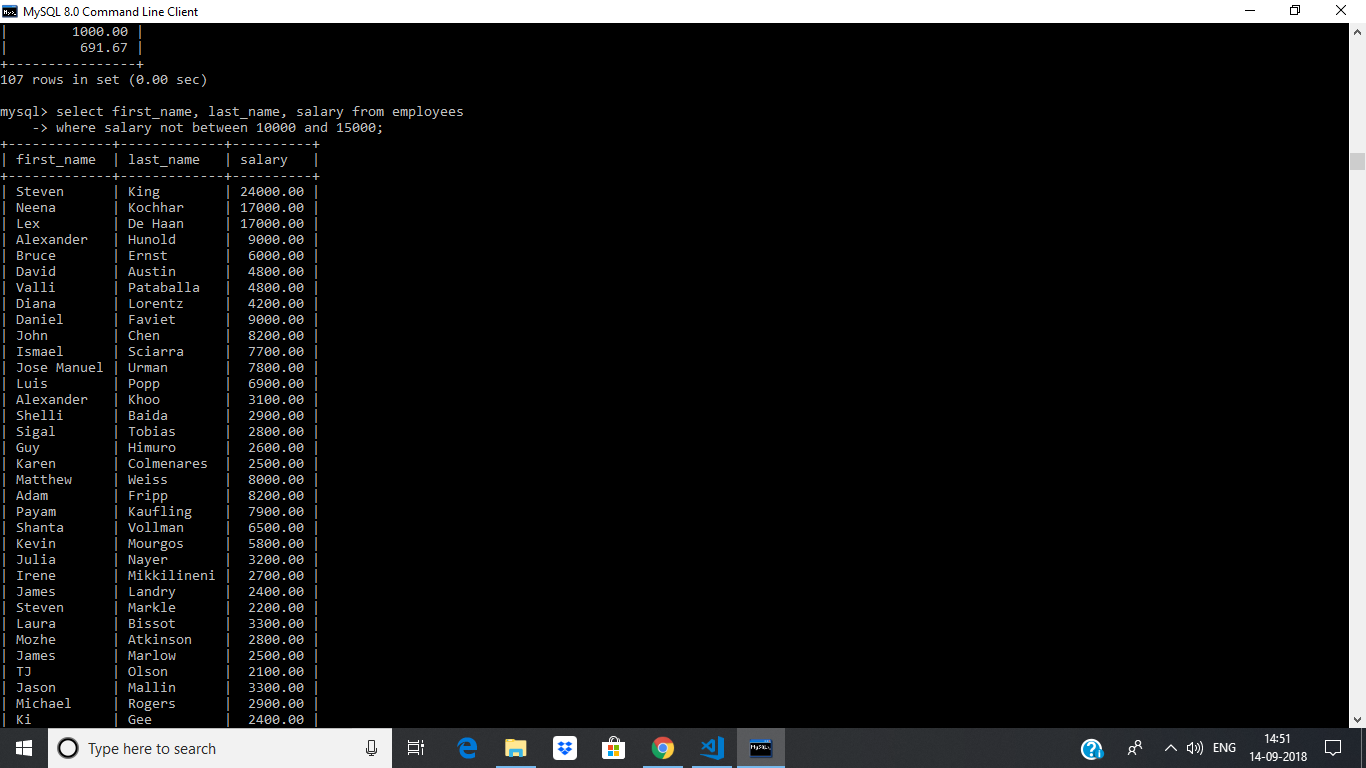 MySQL 8.0 Command Line Client
|        1000.00 |
|         691.67 |
+----------------+
107 rows in set (0.00 sec)
mysql> select first_name, last_name, salary from employees
    -> where salary not between 10000 and 15000;
+-------------+-------------+----------+
| first_name  | last_name   | salary   |
+-------------+-------------+----------+
| Steven      | King        | 24000.00 |
| Neena       | Kochhar     | 17000.00 |
| Lex         | De Haan     | 17000.00 |
| Alexander   | Hunold      |  9000.00 |
| Bruce       | Ernst       |  6000.00 |
| David       | Austin      |  4800.00 |
| Valli       | Pataballa   |  4800.00 |
| Diana       | Lorentz     |  4200.00 |
| Daniel      | Faviet      |  9000.00 |
| John        | Chen        |  8200.00 |
| Ismael      | Sciarra     |  7700.00 |
| Jose Manuel | Urman       |  7800.00 |
| Luis        | Popp        |  6900.00 |
| Alexander   | Khoo        |  3100.00 |
| Shelli      | Baida       |  2900.00 |
| Sigal       | Tobias      |  2800.00 |
| Guy         | Himuro      |  2600.00 |
| Karen       | Colmenares  |  2500.00 |
| Matthew     | Weiss       |  8000.00 |
| Adam        | Fripp       |  8200.00 |
| Payam       | Kaufling    |  7900.00 |
| Shanta      | Vollman     |  6500.00 |
| Kevin       | Mourgos     |  5800.00 |
| Julia       | Nayer       |  3200.00 |
| Irene       | Mikkilineni |  2700.00 |
| James       | Landry      |  2400.00 |
| Steven      | Markle      |  2200.00 |
| Laura       | Bissot      |  3300.00 |
| Mozhe       | Atkinson    |  2800.00 |
| James       | Marlow      |  2500.00 |
| TJ          | Olson       |  2100.00 |
| Jason       | Mallin      |  3300.00 |
| Michael     | Rogers      |  2900.00 |
| Ki          | Gee         |  2400.00 |
Type here to search
ENG
14:51
14-09-2018